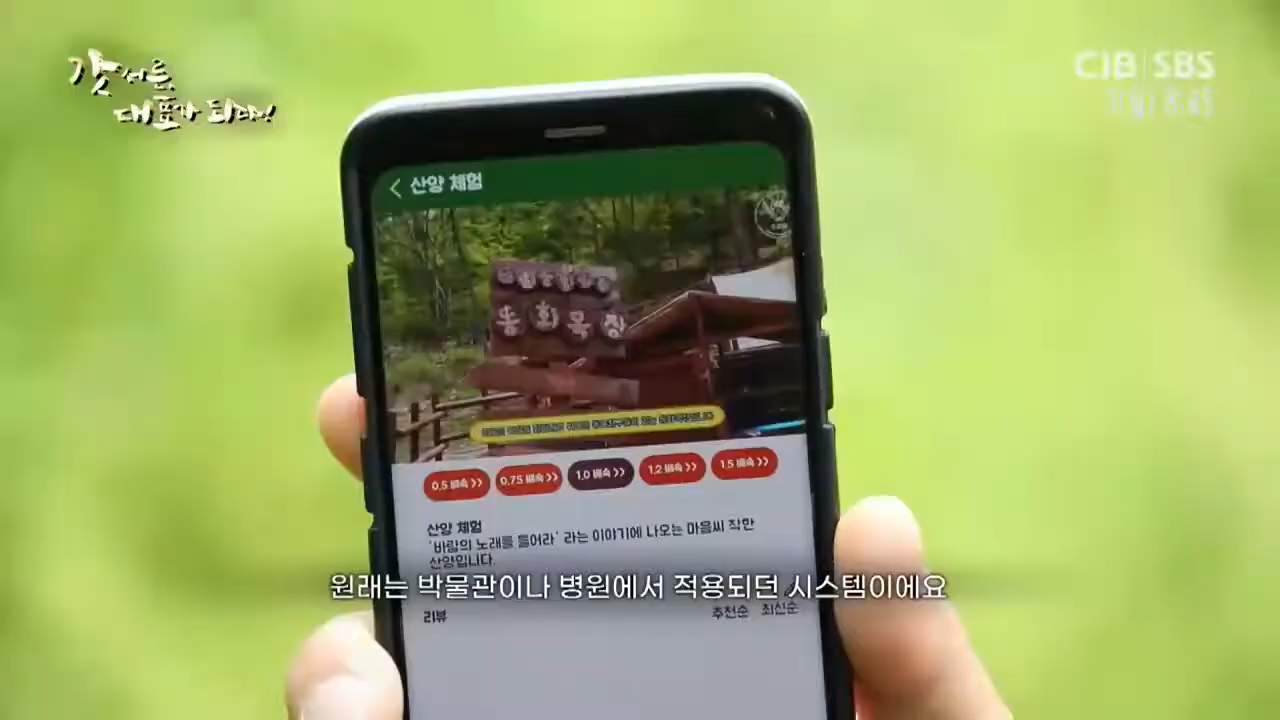 갓 서른,
대표가 되다!
CJB SBS
산양 체험
동화목장
0.5 배속
0.75 배속
1.0 배속
1.2 배속
1.5 배속
산양 체험
'바람의 노래를 들어라' 라는 이야기에 나오는 마음씨 착한
산양입니다.
원래는 박물관이나 병원에서 적용되던 시스템이에요
리뷰
추천순 최신순